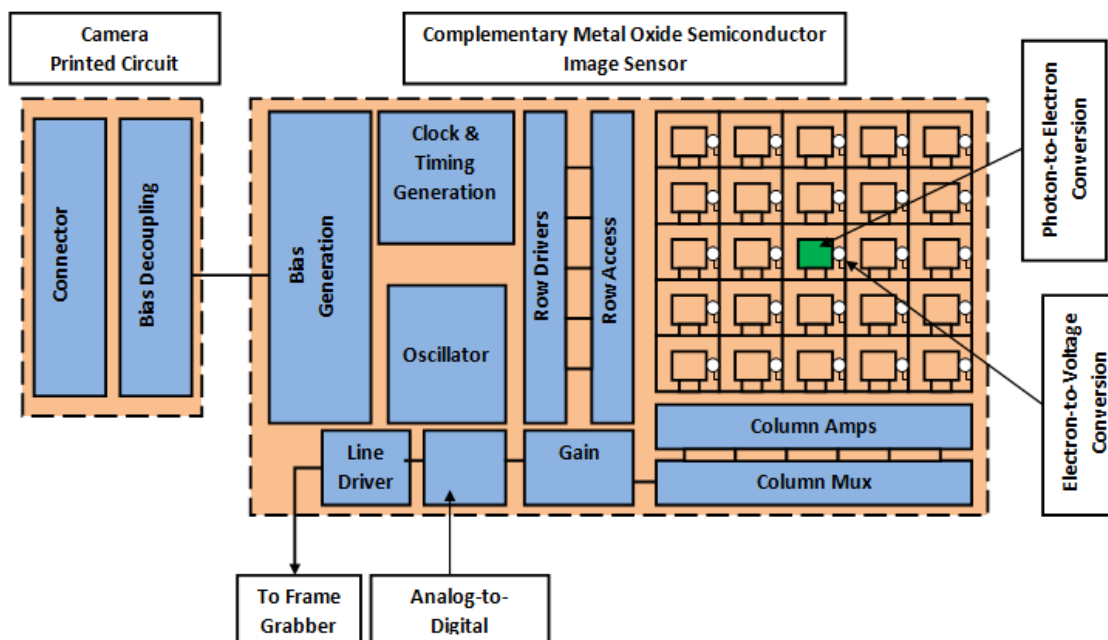 Camera
Printed Circuit
Complementary Metal Oxide Semiconductor
Image Sensor
Connector
Bias Decoupling
Bias
Generation
Clock &
Timing
Generation
Oscillator
Row Drivers
Row Access
Photon-to-Electron
Conversion
Electron-to-Voltage
Conversion
Column Amps
Column Mux
Line
Driver
Gain
To Frame
Grabber
Analog-to-
Digital